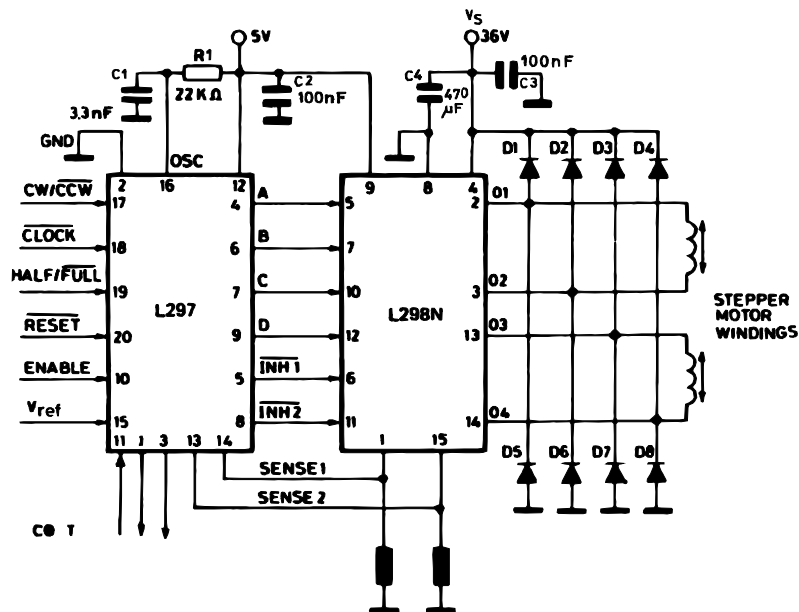 Vs
5V
36V
R1
C1
22KΩ
C2
100nF
3.3nF
C4
470
µF
100nF
C3
GND
OSC
D1 D2 D3 D4
2 16 12
9 8 4
CW/CCW 17
4 A 5
2 O1
CLOCK 18
6 B 7
HALF/FULL 19
7 C 10
3 O2
L297
L298N
STEPPER
MOTOR
WINDINGS
RESET 20
9 D 12
13 O3
ENABLE 10
5 INH 1 6
Vref 15
8 INH 2 11
14 O4
11 1 3 13 14
1 15
D5 D6 D7 D8
SENSE 1
SENSE 2